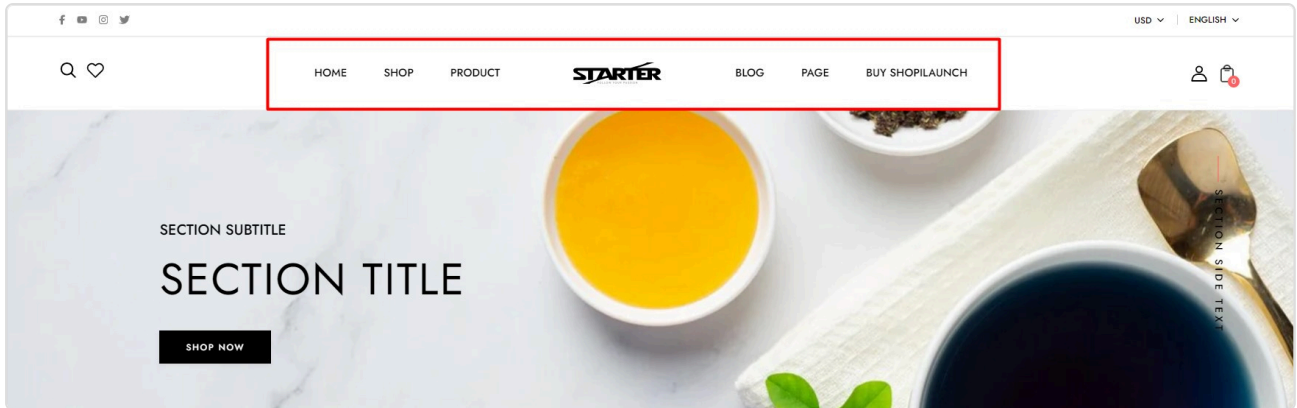 USD ENGLISH
HOME SHOP PRODUCT STARTER BLOG PAGE BUY SHOPILAUNCH
0
SECTION SUBTITLE
SECTION TITLE
SHOP NOW
SECTION SIDE TEXT